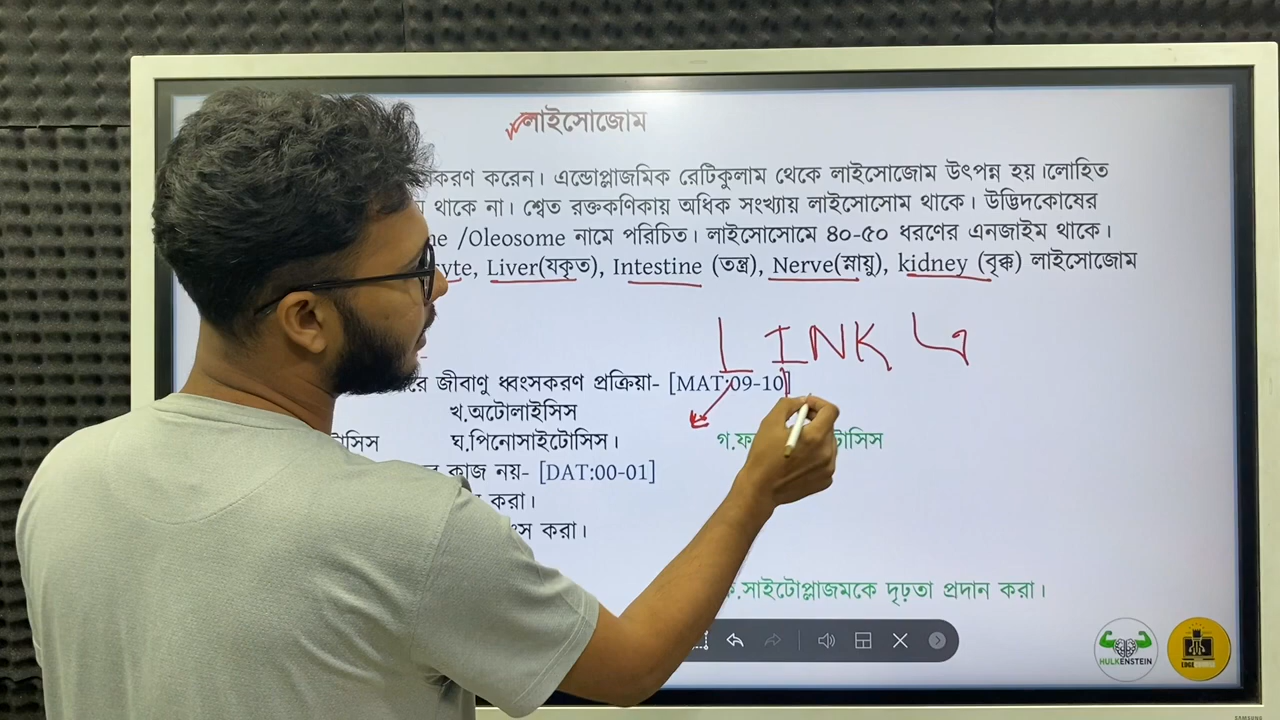 লাইসোজোম
করণ করেন। এন্ডোপ্লাজমিক রেটিকুলাম থেকে লাইসোজোম উৎপন্ন হয়।লোহিত
থাকে না। শ্বেত রক্তকণিকায় অধিক সংখ্যায় লাইসোসোম থাকে। উদ্ভিদকোষের
ne /Oleosome নামে পরিচিত। লাইসোসোমে ৪০-৫০ ধরণের এনজাইম থাকে।
yte, Liver(যকৃত), Intestine (তন্ত্র), Nerve(স্নায়ু), kidney (বৃক্ক) লাইসোজোম
LINK এ
রে জীবাণু ধ্বংসকরণ প্রক্রিয়া- [MAT:09-10]
খ.অটোলাইসিস
টোসিস ঘ.পিনোসাইটোসিস। গ.ফ টোসিস
র কাজ নয়- [DAT:00-01]
করা।
ংস করা।
ক.সাইটোপ্লাজমকে দৃঢ়তা প্রদান করা।
HULKENSTEIN
SAMSUNG